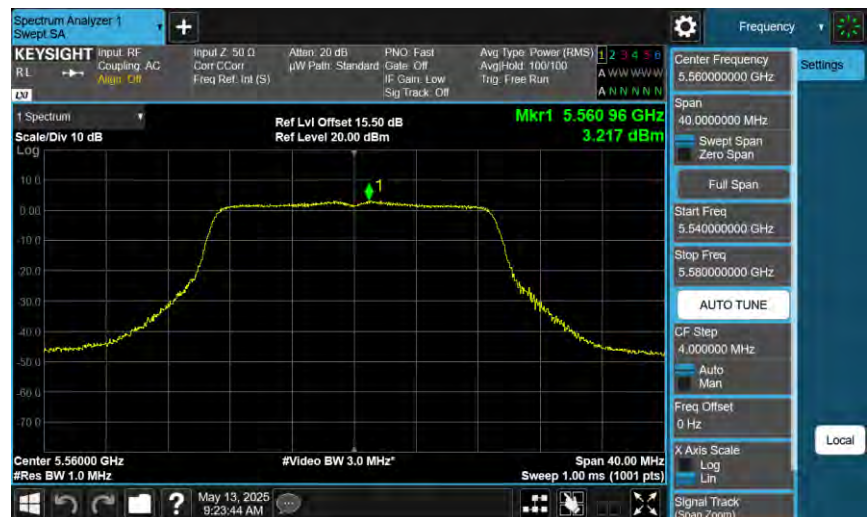 Spectrum Analyzer 1
Swept SA
+
Frequency
KEYSIGHT
RL
LXI
Input: RF
Coupling: AC
Align: Off
Input Z: 50 Ω
Corr CCorr
Freq Ref: Int (S)
Atten: 20 dB
µW Path: Standard
PNO: Fast
Gate: Off
IF Gain: Low
Sig Track: Off
Avg Type: Power (RMS)
Avg|Hold: 100/100
Trig: Free Run
1 2 3 4 5 6
A W W W W W
A N N N N N
1 Spectrum
Scale/Div 10 dB
Log
Ref Lvl Offset 15.50 dB
Ref Level 20.00 dBm
Mkr1 5.560 96 GHz
3.217 dBm
1
10.0
0.00
-10.0
-20.0
-30.0
-40.0
-50.0
-60.0
-70.0
Center 5.56000 GHz
#Res BW 1.0 MHz
#Video BW 3.0 MHz*
Span 40.00 MHz
Sweep 1.00 ms (1001 pts)
?
May 13, 2025
9:23:44 AM
Center Frequency
5.560000000 GHz
Settings
Span
40.0000000 MHz
Swept Span
Zero Span
Full Span
Start Freq
5.540000000 GHz
Stop Freq
5.580000000 GHz
AUTO TUNE
CF Step
4.000000 MHz
Auto
Man
Freq Offset
0 Hz
X Axis Scale
Log
Lin
Local
Signal Track
(Span Zoom)